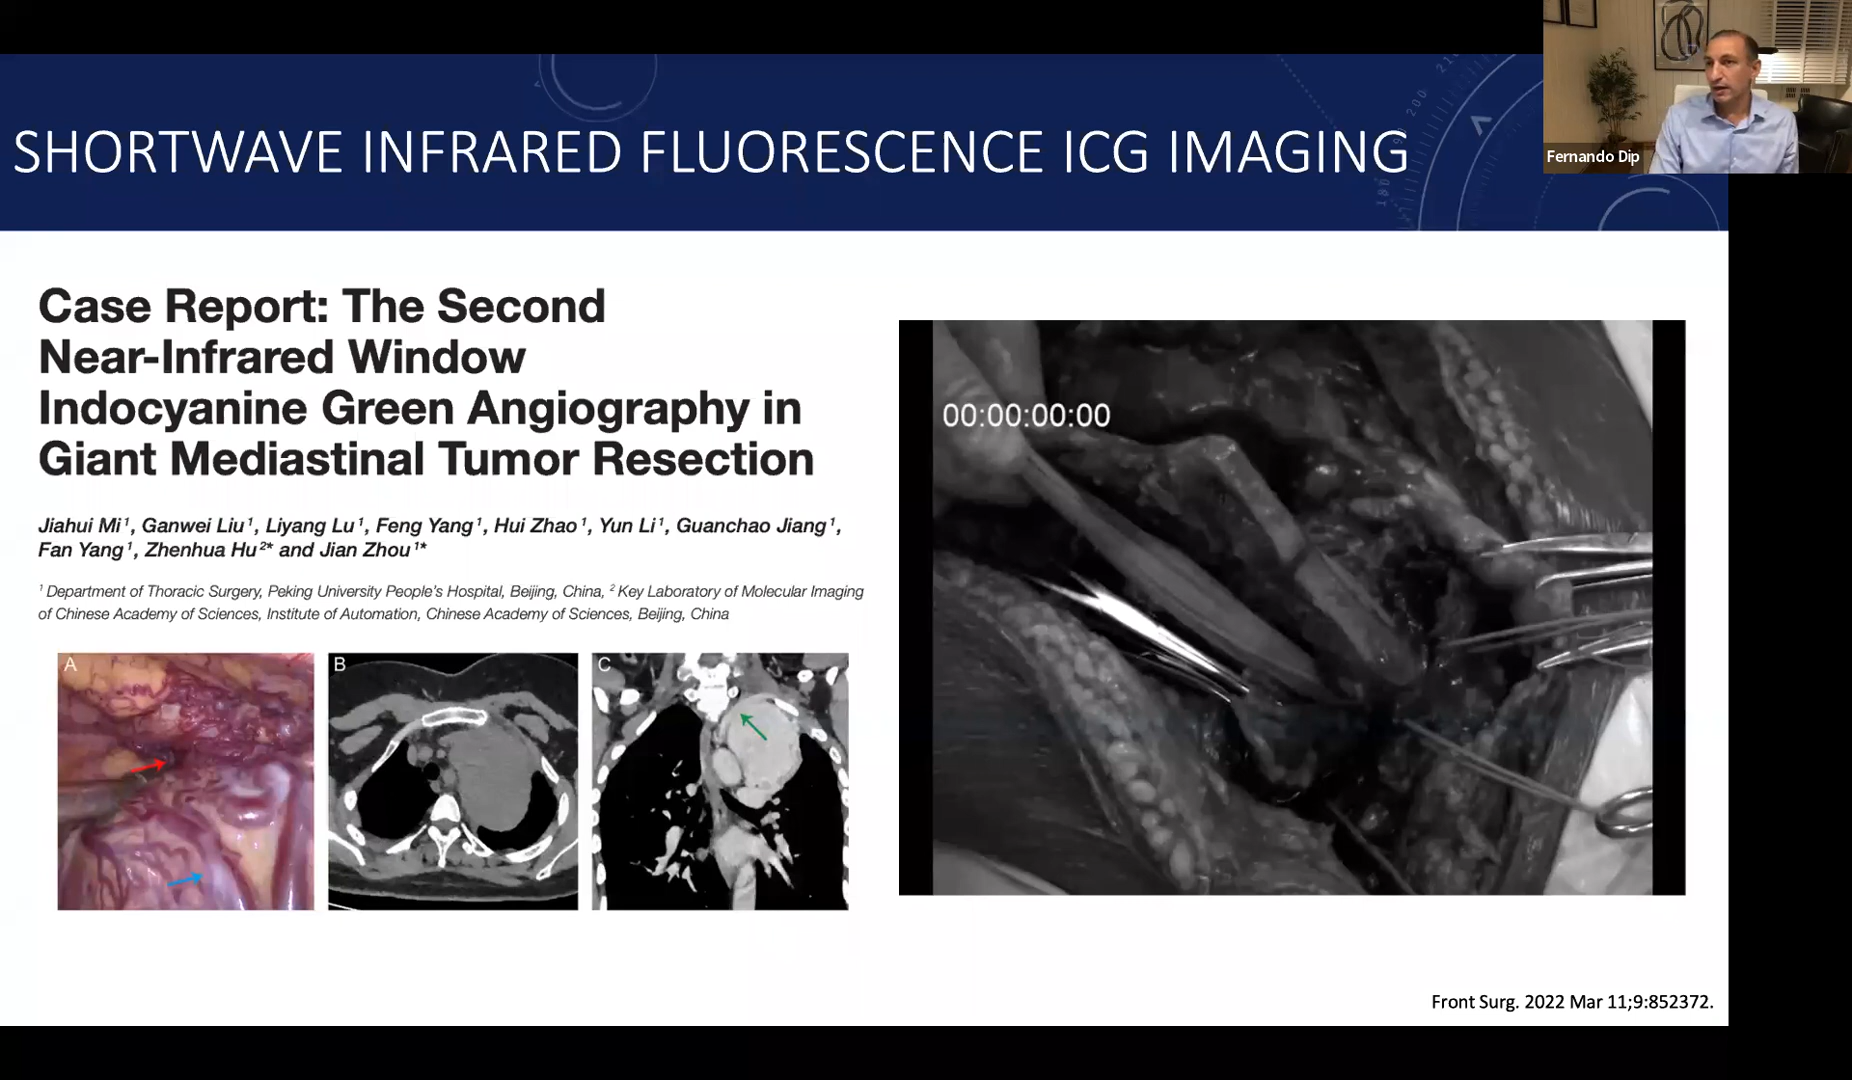 SHORTWAVE INFRARED FLUORESCENCE ICG IMAGING
Fernando Dip
Case Report: The Second
Near-Infrared Window
Indocyanine Green Angiography in
Giant Mediastinal Tumor Resection
Jiahui Mi¹, Ganwei Liu¹, Liyang Lu¹, Feng Yang¹, Hui Zhao¹, Yun Li¹, Guanchao Jiang¹,
Fan Yang¹, Zhenhua Hu²* and Jian Zhou¹*
¹ Department of Thoracic Surgery, Peking University People's Hospital, Beijing, China, ² Key Laboratory of Molecular Imaging
of Chinese Academy of Sciences, Institute of Automation, Chinese Academy of Sciences, Beijing, China
A
B
C
00:00:00:00
Front Surg. 2022 Mar 11;9:852372.